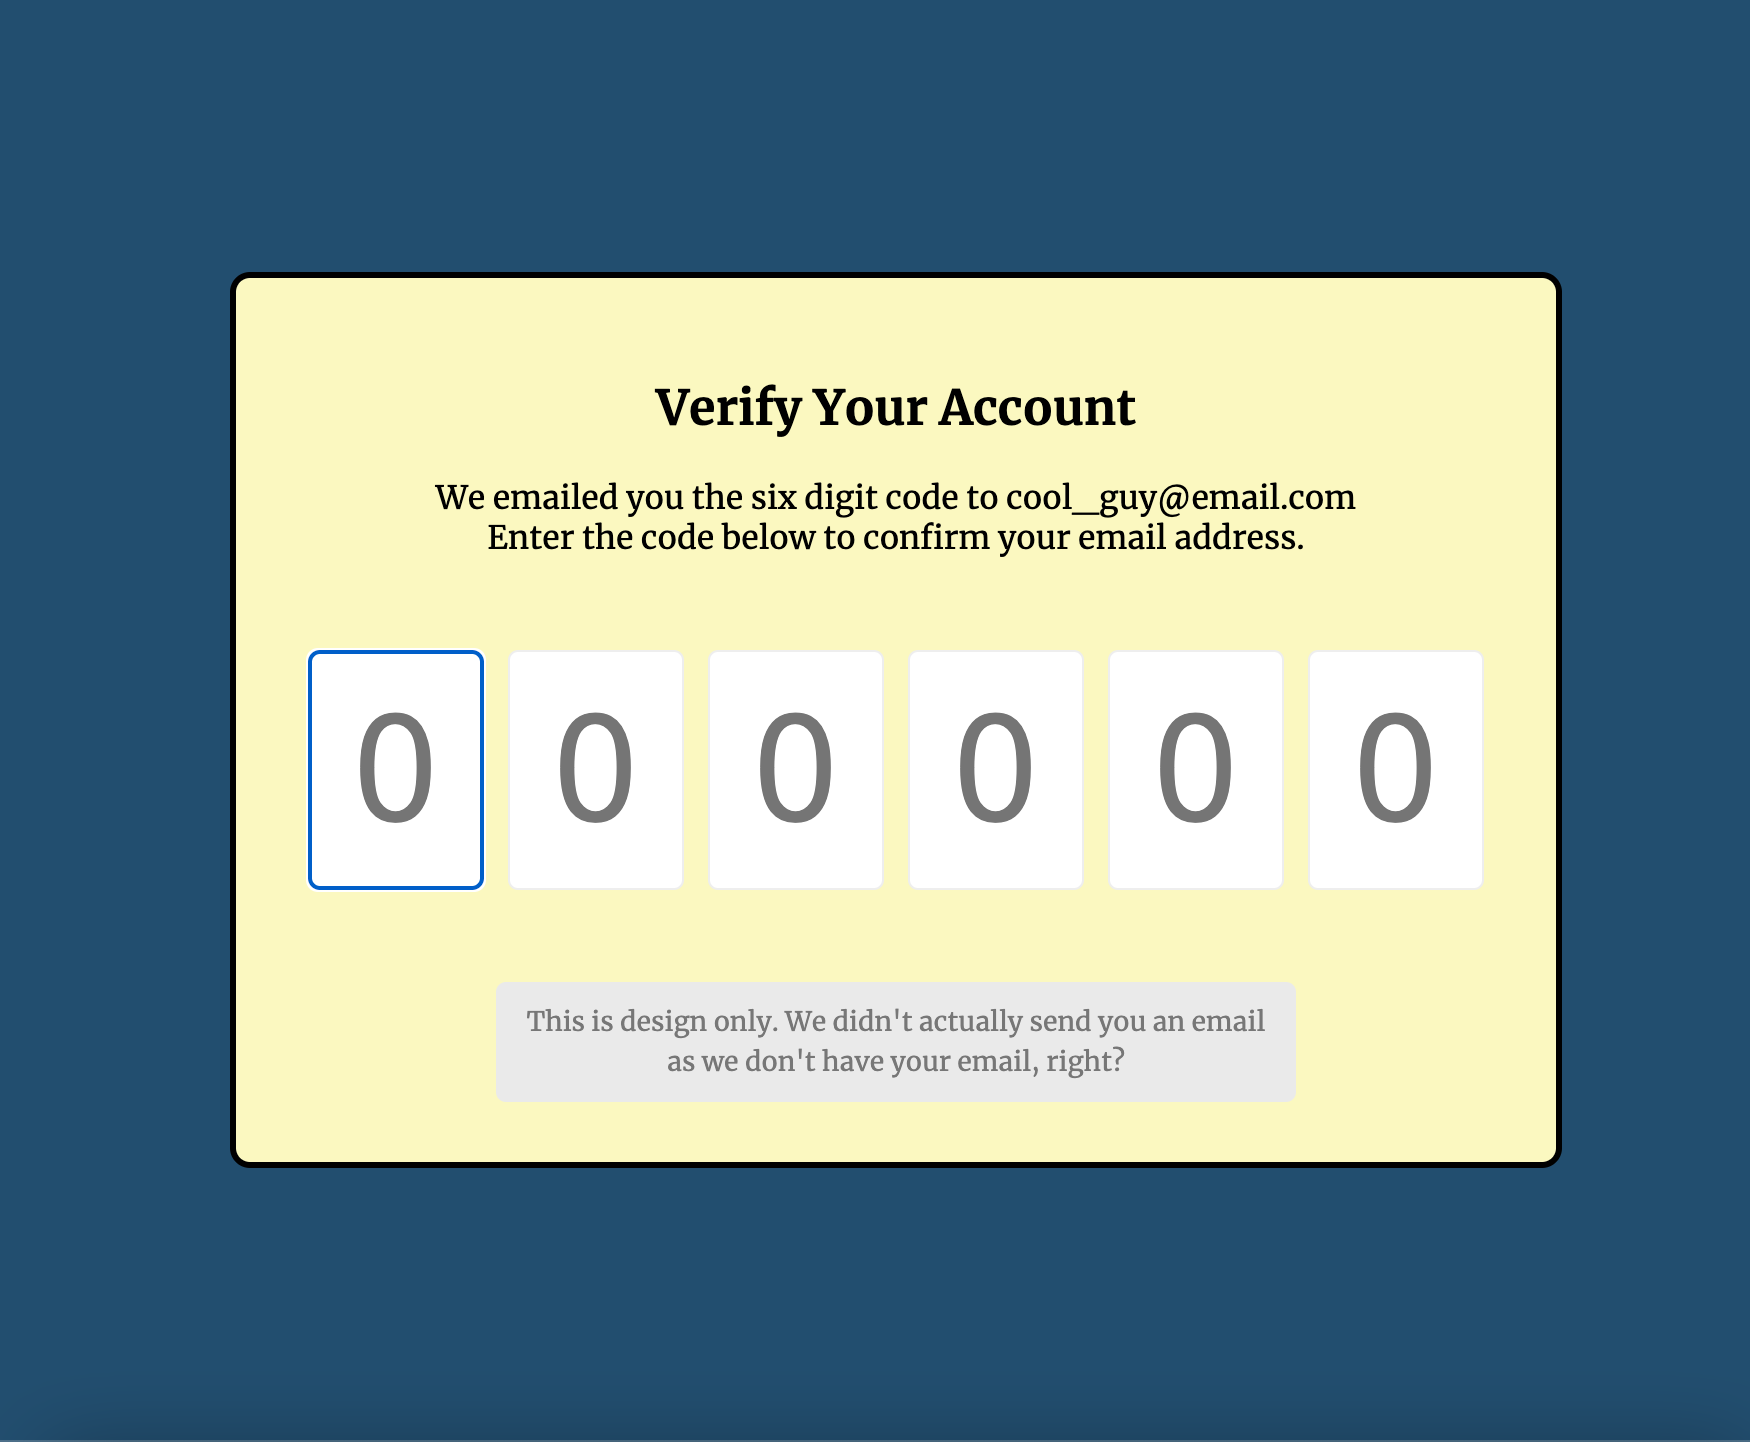 Verify Your Account
We emailed you the six digit code to cool_guy@email.com
Enter the code below to confirm your email address.
0 0 0 0 0 0
This is design only. We didn't actually send you an email
as we don't have your email, right?